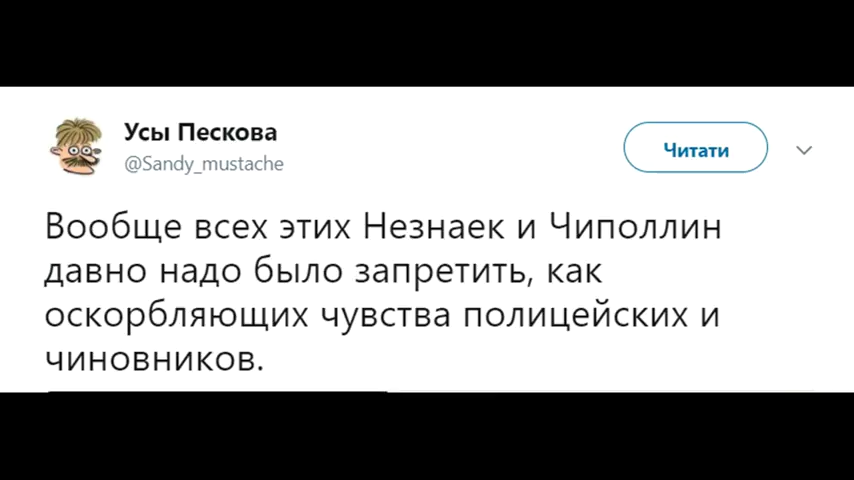 Усы Пескова
@Sandy_mustache
Читати
Вообще всех этих Незнаек и Чиполлин
давно надо было запретить, как
оскорбляющих чувства полицейских и
чиновников.